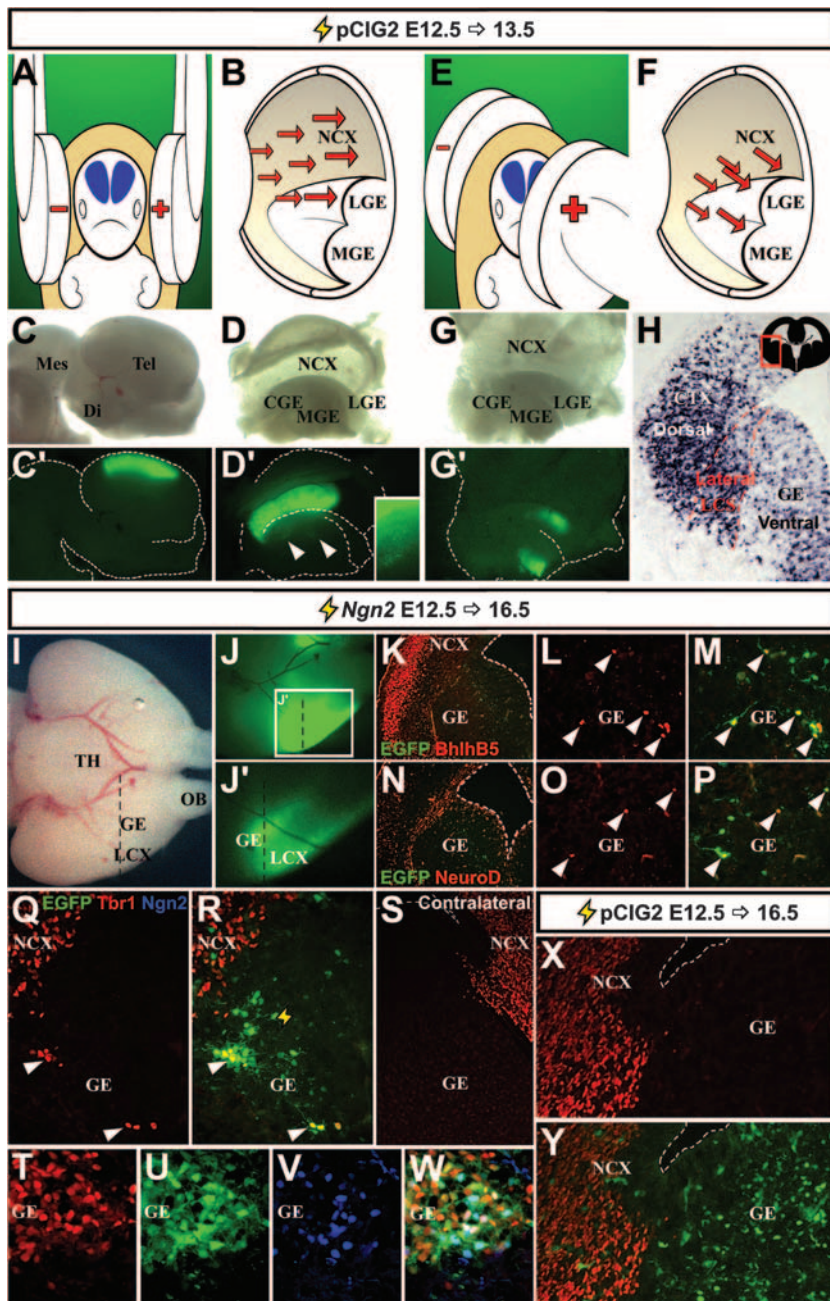 pCIG2 E12.5 ⇨ 13.5
A B E F
NCX NCX
LGE LGE
MGE MGE
- + - +
C D G H
Mes Tel NCX NCX
Di CGE MGE LGE CGE MGE LGE
CTX
Dorsal
Lateral
LCS
GE
Ventral
C' D' G'
Ngn2 E12.5 ⇨ 16.5
I J K L M
J' NCX
GE GE GE
EGFP BhlhB5
TH
OB
GE
LCX
J' N O P
GE LCX GE GE GE
EGFP NeuroD
Q EGFP Tbr1 Ngn2 R S Contralateral
NCX NCX NCX
GE GE GE
pCIG2 E12.5 ⇨ 16.5
X
NCX GE
T U V W Y
GE GE GE GE
NCX GE